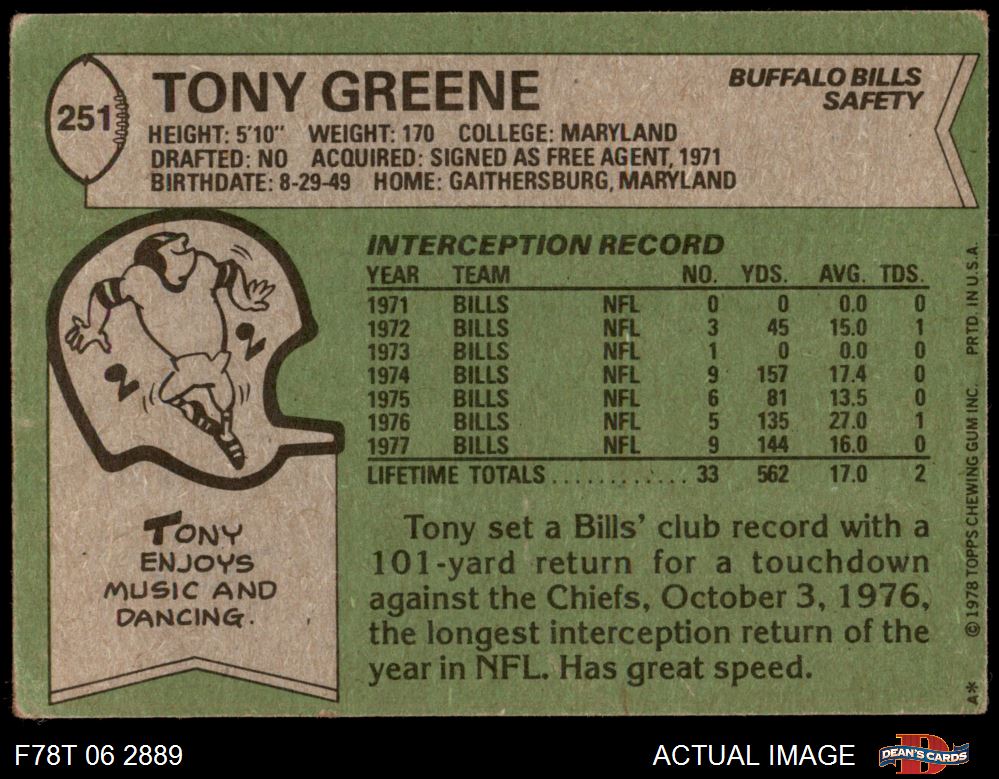 251
TONY GREENE
BUFFALO BILLS
SAFETY
HEIGHT: 5'10" WEIGHT: 170 COLLEGE: MARYLAND
DRAFTED: NO ACQUIRED: SIGNED AS FREE AGENT, 1971
BIRTHDATE: 8-29-49 HOME: GAITHERSBURG, MARYLAND
INTERCEPTION RECORD
YEAR TEAM NO. YDS. AVG. TDS.
1971 BILLS NFL 0 0 0.0 0
1972 BILLS NFL 3 45 15.0 1
1973 BILLS NFL 1 0 0.0 0
1974 BILLS NFL 9 157 17.4 0
1975 BILLS NFL 6 81 13.5 0
1976 BILLS NFL 5 135 27.0 1
1977 BILLS NFL 9 144 16.0 0
LIFETIME TOTALS............ 33 562 17.0 2
TONY
ENJOYS
MUSIC AND
DANCING.
Tony set a Bills' club record with a
101-yard return for a touchdown
against the Chiefs, October 3, 1976,
the longest interception return of the
year in NFL. Has great speed.
A* © 1978 TOPPS CHEWING GUM INC. PRTD. IN U.S.A.
F78T 06 2889
ACTUAL IMAGE
D
DEAN'S CARDS